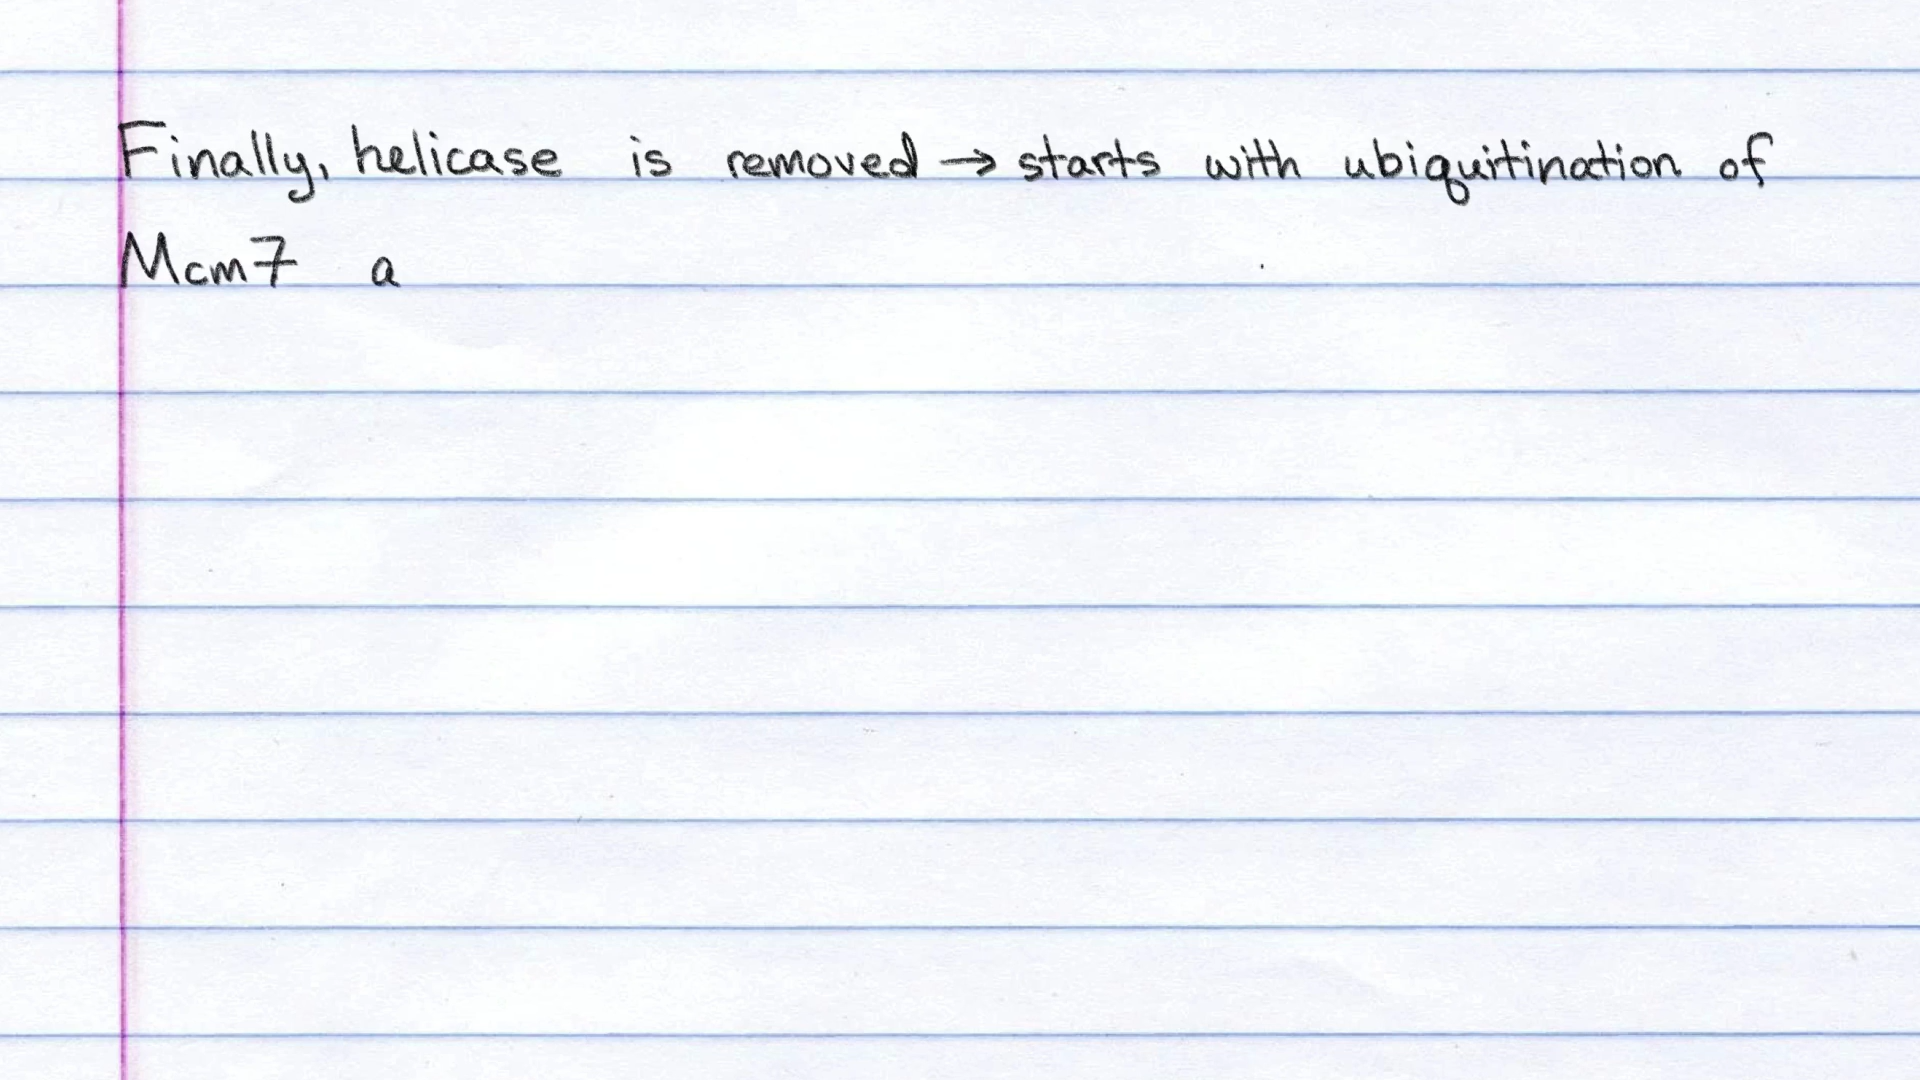 Finally, helicase is removed → starts with ubiquitination of
Mcm7 a